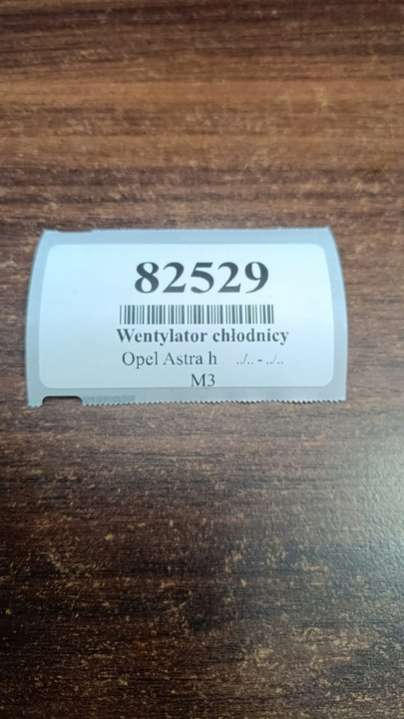 82529
Wentylator chłodnicy
Opel Astra h ../.. - ../..
M3